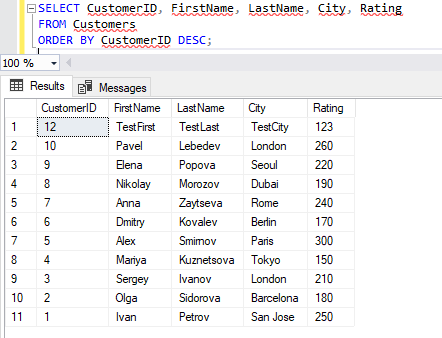 SELECT CustomerID, FirstName, LastName, City, Rating
FROM Customers
ORDER BY CustomerID DESC;
100 %
Results Messages
CustomerID FirstName LastName City Rating
1 12 TestFirst TestLast TestCity 123
2 10 Pavel Lebedev London 260
3 9 Elena Popova Seoul 220
4 8 Nikolay Morozov Dubai 190
5 7 Anna Zaytseva Rome 240
6 6 Dmitry Kovalev Berlin 170
7 5 Alex Smirnov Paris 300
8 4 Mariya Kuznetsova Tokyo 150
9 3 Sergey Ivanov London 210
10 2 Olga Sidorova Barcelona 180
11 1 Ivan Petrov San Jose 250